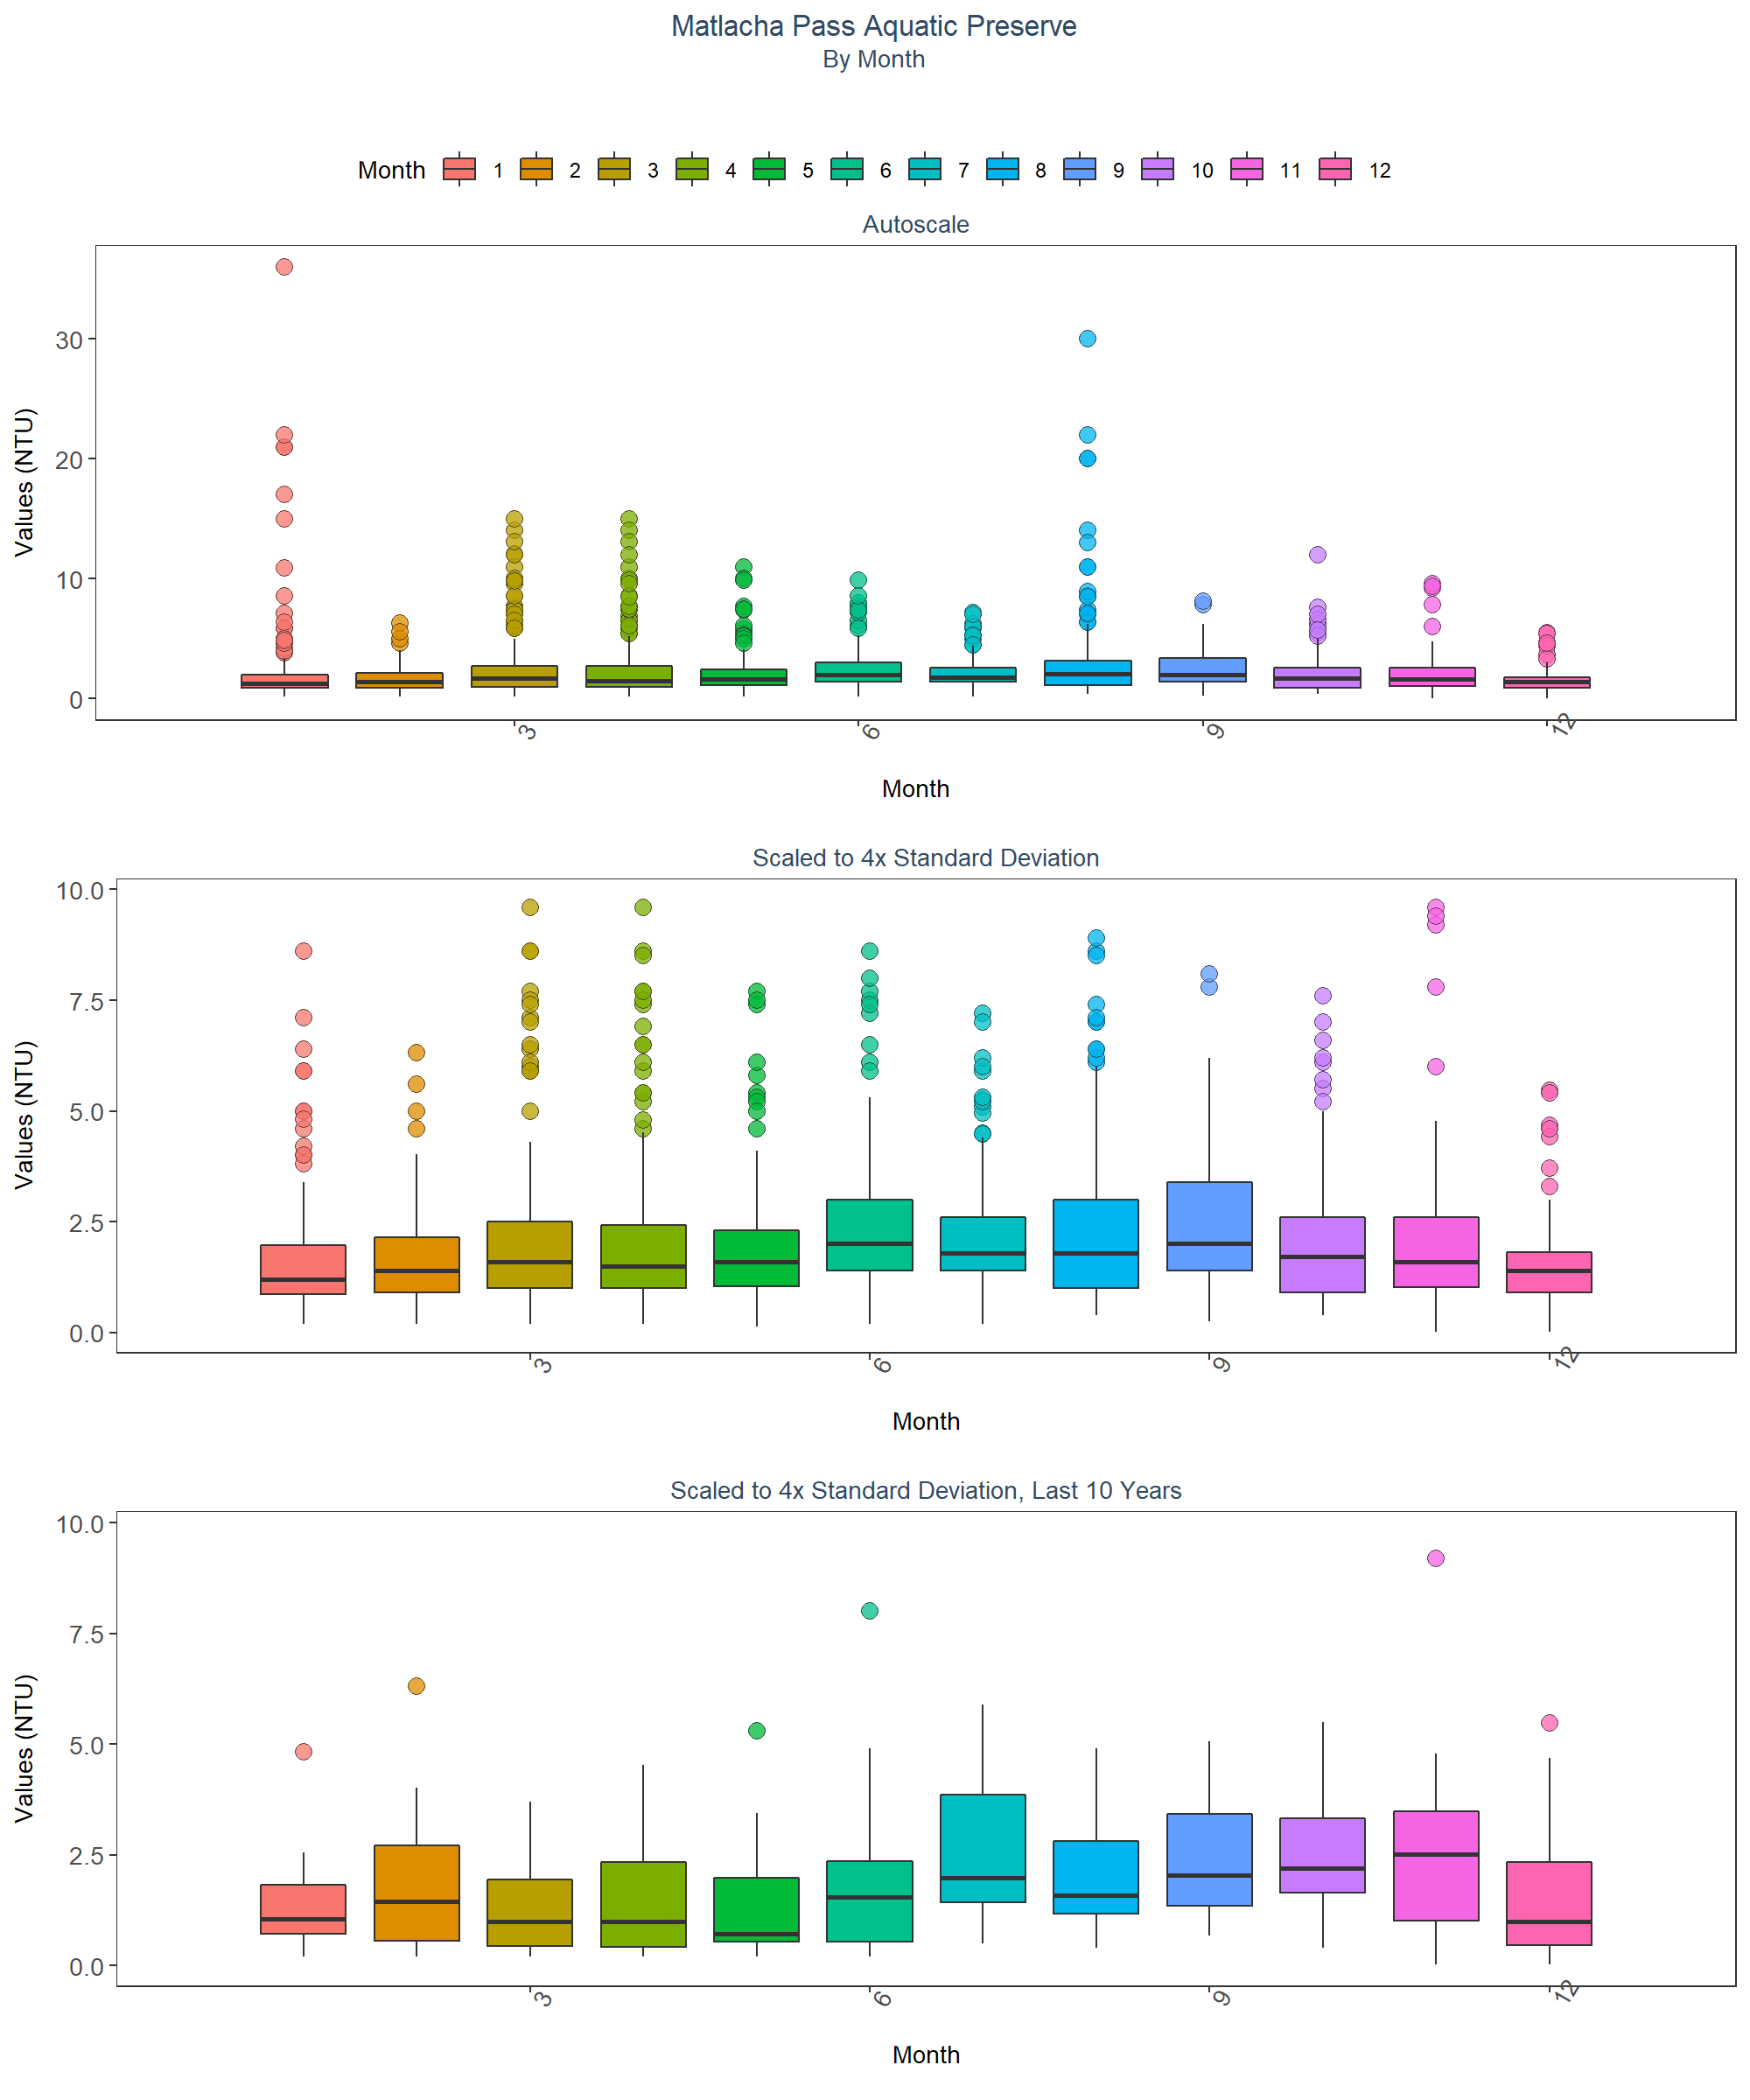 Matlacha Pass Aquatic Preserve
By Month
Month 1 2 3 4 5 6 7 8 9 10 11 12
Autoscale
Values (NTU)
30
20
10
0
3 6 9 12
Month
Scaled to 4x Standard Deviation
Values (NTU)
10.0
7.5
5.0
2.5
0.0
3 6 9 12
Month
Scaled to 4x Standard Deviation, Last 10 Years
Values (NTU)
10.0
7.5
5.0
2.5
0.0
3 6 9 12
Month